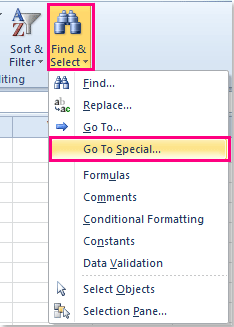 Sort &
Filter
Find &
Select
iting
Find...
Replace...
Go To...
Go To Special...
Formulas
Comments
Conditional Formatting
Constants
Data Validation
Select Objects
Selection Pane...